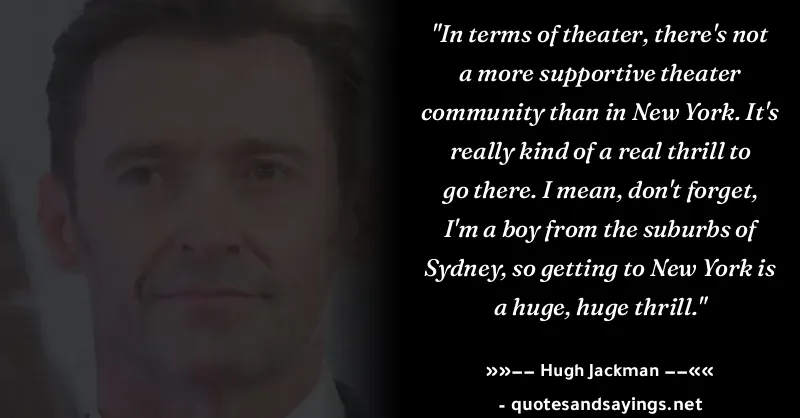 "In terms of theater, there's not
a more supportive theater
community than in New York. It's
really kind of a real thrill to
go there. I mean, don't forget,
I'm a boy from the suburbs of
Sydney, so getting to New York is
a huge, huge thrill."
»»–– Hugh Jackman ––««
- quotesandsayings.net